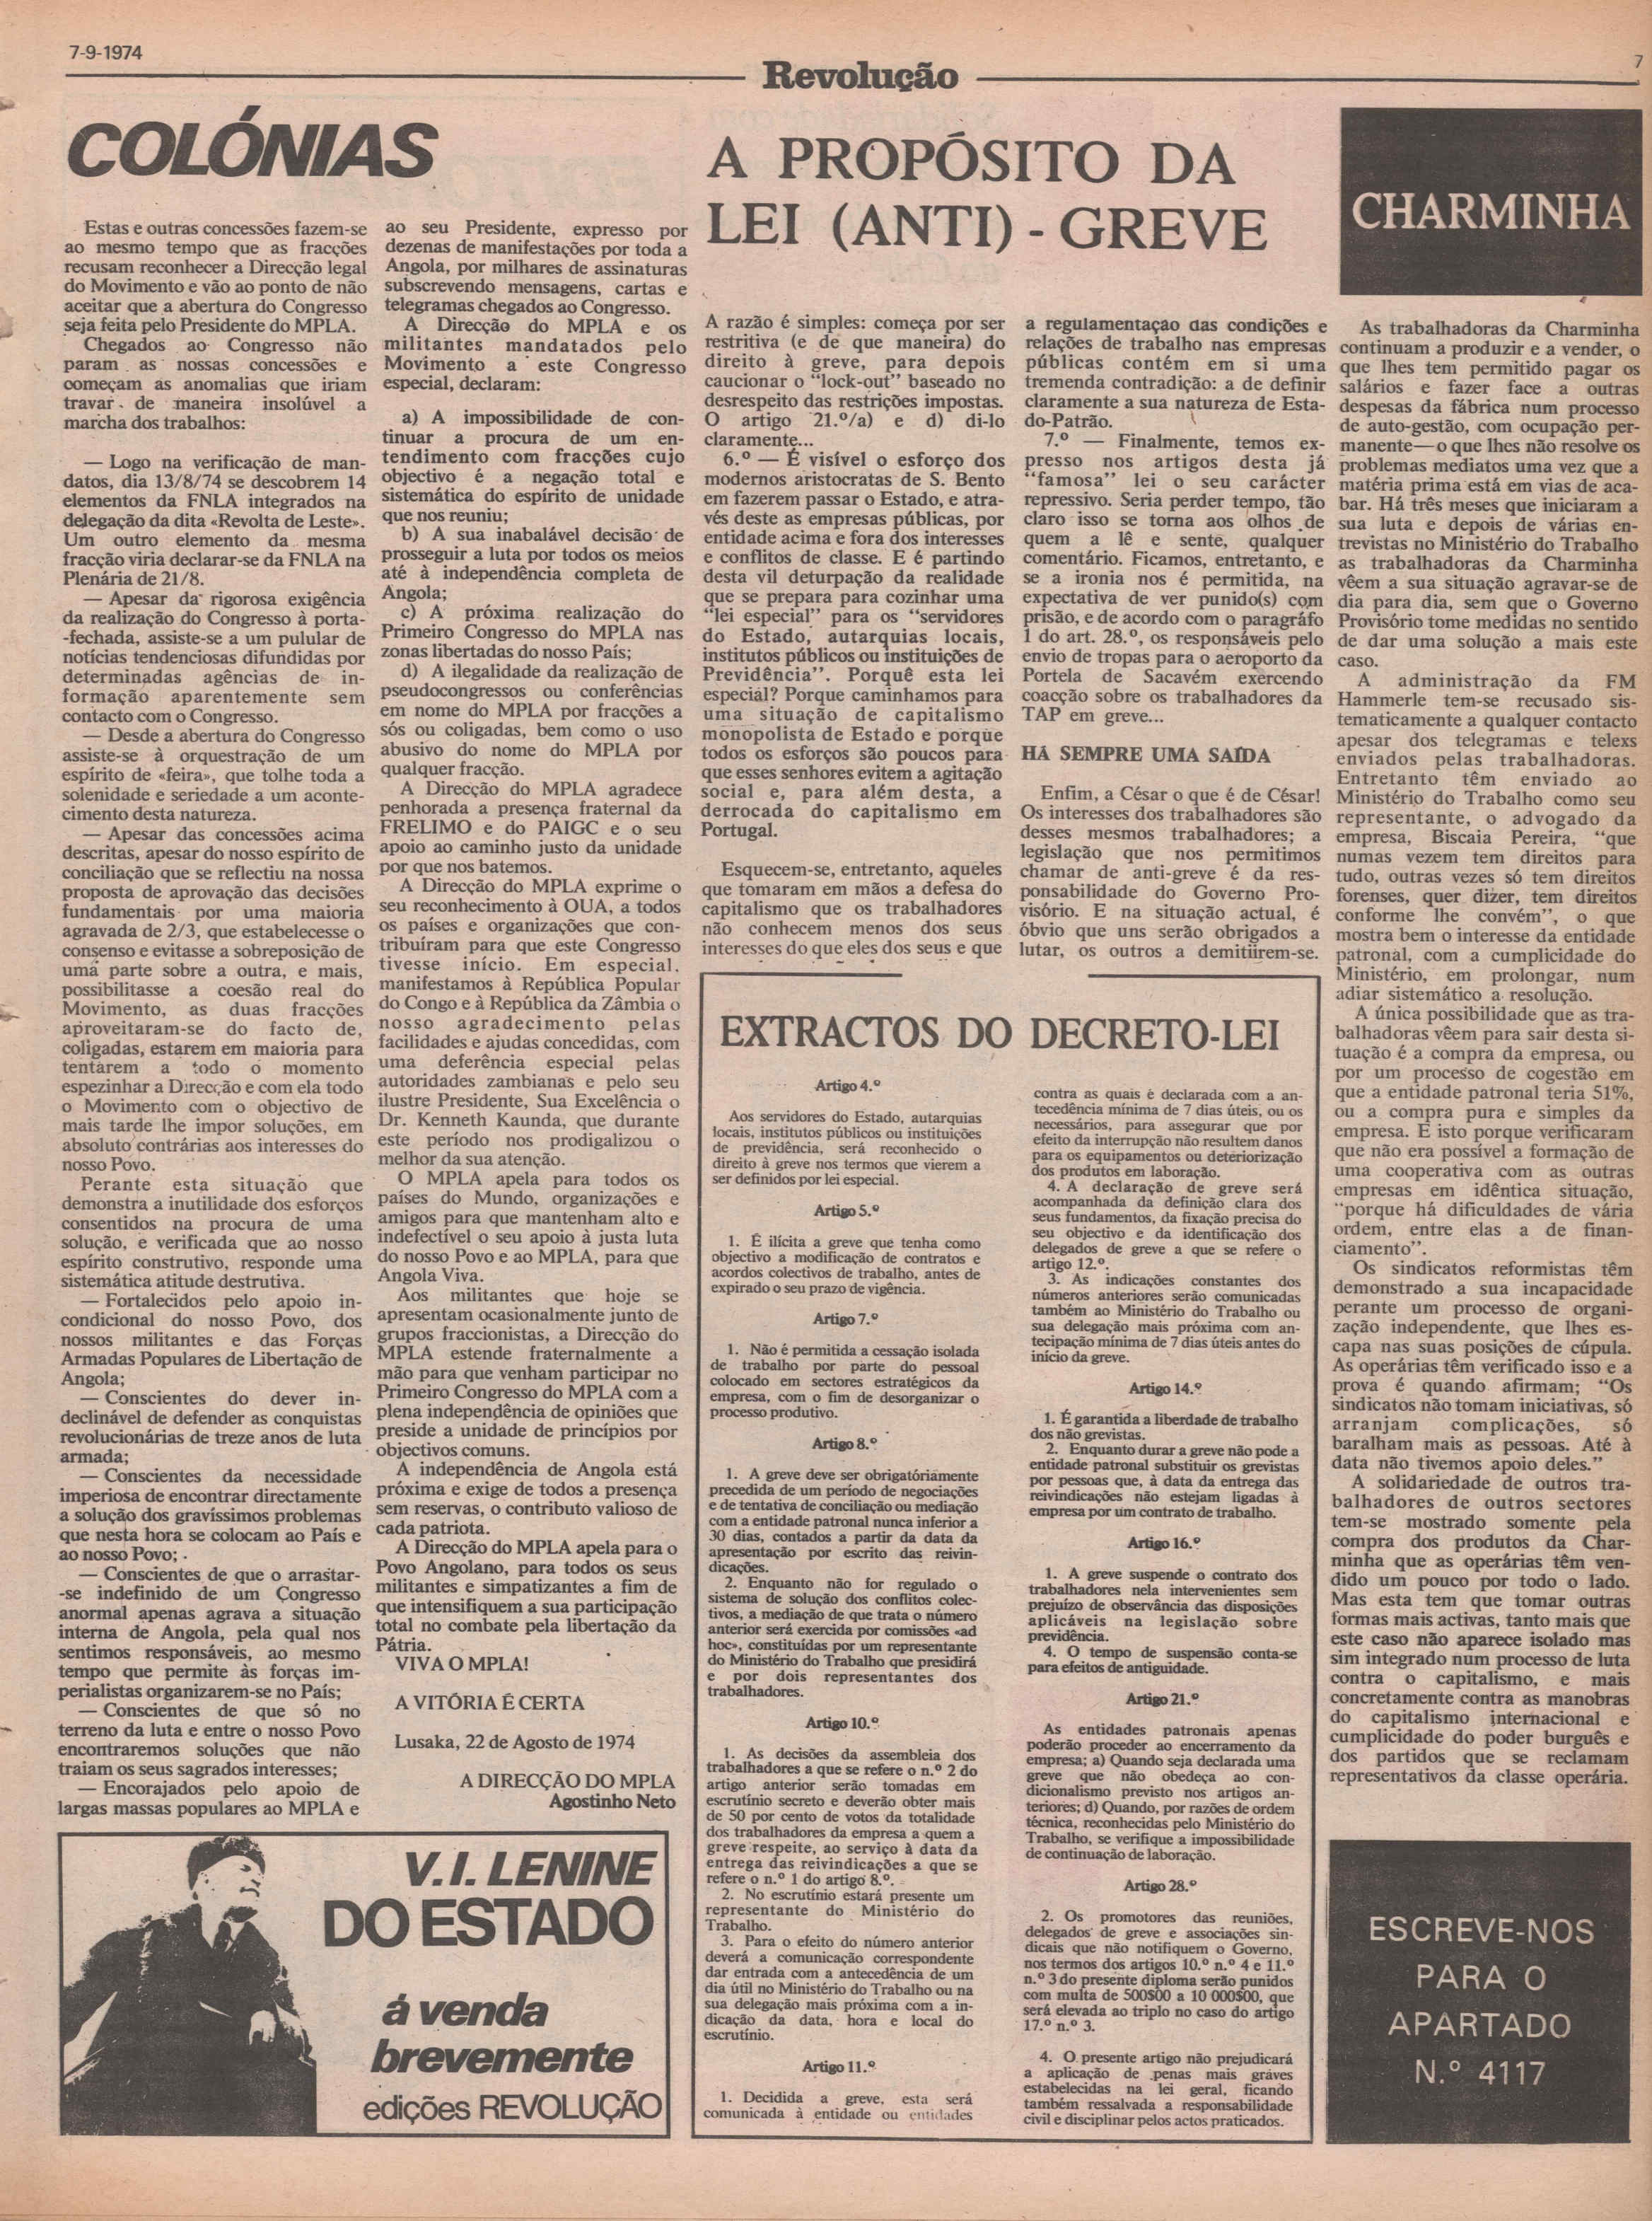 7-9-1974
Revolução
7
COLÓNIAS
Estas e outras concessões fazem-se
ao mesmo tempo que as fracções
recusam reconhecer a Direcção legal
do Movimento e vão ao ponto de não
aceitar que a abertura do Congresso
seja feita pelo Presidente do MPLA.
Chegados ao Congresso não
param as nossas concessões e
começam as anomalias que iriam
travar de maneira insolúvel a
marcha dos trabalhos:
— Logo na verificação de man-
datos, dia 13/8/74 se descobrem 14
elementos da FNLA integrados na
delegação da dita «Revolta de Leste».
Um outro elemento da mesma
fracção viria declarar-se da FNLA na
Plenária de 21/8.
— Apesar da rigorosa exigência
da realização do Congresso à porta-
-fechada, assiste-se a um pulular de
notícias tendenciosas difundidas por
determinadas agências de in-
formação aparentemente sem
contacto com o Congresso.
— Desde a abertura do Congresso
assiste-se à orquestração de um
espírito de «feira», que tolhe toda a
solenidade e seriedade a um aconte-
cimento desta natureza.
— Apesar das concessões acima
descritas, apesar do nosso espírito de
conciliação que se reflectiu na nossa
proposta de aprovação das decisões
fundamentais por uma maioria
agravada de 2/3, que estabelecesse o
consenso e evitasse a sobreposição de
uma parte sobre a outra, e mais,
possibilitasse a coesão real do
Movimento, as duas fracções
aproveitaram-se do facto de,
coligadas, estarem em maioria para
tentarem a todo o momento
espezinhar a Direcção e com ela todo
o Movimento com o objectivo de
mais tarde lhe impor soluções, em
absoluto contrárias aos interesses do
nosso Povo.
Perante esta situação que
demonstra a inutilidade dos esforços
consentidos na procura de uma
solução, e verificada que ao nosso
espírito construtivo, responde uma
sistemática atitude destrutiva.
— Fortalecidos pelo apoio in-
condicional do nosso Povo, dos
nossos militantes e das Forças
Armadas Populares de Libertação de
Angola;
— Conscientes do dever in-
declinável de defender as conquistas
revolucionárias de treze anos de luta
armada;
— Conscientes da necessidade
imperiosa de encontrar directamente
a solução dos gravíssimos problemas
que nesta hora se colocam ao País e
ao nosso Povo;
— Conscientes de que o arrastar-
-se indefinido de um Congresso
anormal apenas agrava a situação
interna de Angola, pela qual nos
sentimos responsáveis, ao mesmo
tempo que permite às forças im-
perialistas organizarem-se no País;
— Conscientes de que só no
terreno da luta e entre o nosso Povo
encontraremos soluções que não
traiam os seus sagrados interesses;
— Encorajados pelo apoio de
largas massas populares ao MPLA e
ao seu Presidente, expresso por
dezenas de manifestações por toda a
Angola, por milhares de assinaturas
subscrevendo mensagens, cartas e
telegramas chegados ao Congresso.
A Direcção do MPLA e os
militantes mandatados pelo
Movimento a este Congresso
especial, declaram:
a) A impossibilidade de con-
tinuar a procura de um en-
tendimento com fracções cujo
objectivo é a negação total e
sistemática do espírito de unidade
que nos reuniu;
b) A sua inabalável decisão de
prosseguir a luta por todos os meios
até à independência completa de
Angola;
c) A próxima realização do
Primeiro Congresso do MPLA nas
zonas libertadas do nosso País;
d) A ilegalidade da realização de
pseudocongressos ou conferências
em nome do MPLA por fracções a
sós ou coligadas, bem como o uso
abusivo do nome do MPLA por
qualquer fracção.
A Direcção do MPLA agradece
penhorada a presença fraternal da
FRELIMO e do PAIGC e o seu
apoio ao caminho justo da unidade
por que nos batemos.
A Direcção do MPLA exprime o
seu reconhecimento à OUA, a todos
os países e organizações que con-
tribuíram para que este Congresso
tivesse início. Em especial,
manifestamos à República Popular
do Congo e à República da Zâmbia o
nosso agradecimento pelas
facilidades e ajudas concedidas, com
uma deferência especial pelas
autoridades zambianas e pelo seu
ilustre Presidente, Sua Excelência o
Dr. Kenneth Kaunda, que durante
este período nos prodigalizou o
melhor da sua atenção.
O MPLA apela para todos os
países do Mundo, organizações e
amigos para que mantenham alto e
indefectível o seu apoio à justa luta
do nosso Povo e ao MPLA, para que
Angola Viva.
Aos militantes que hoje se
apresentam ocasionalmente junto de
grupos fraccionistas, a Direcção do
MPLA estende fraternalmente a
mão para que venham participar no
Primeiro Congresso do MPLA com a
plena independência de opiniões que
preside a unidade de princípios por
objectivos comuns.
A independência de Angola está
próxima e exige de todos a presença
sem reservas, o contributo valioso de
cada patriota.
A Direcção do MPLA apela para o
Povo Angolano, para todos os seus
militantes e simpatizantes a fim de
que intensifiquem a sua participação
total no combate pela libertação da
Pátria.
VIVA O MPLA!
A VITÓRIA É CERTA
Lusaka, 22 de Agosto de 1974
A DIRECÇÃO DO MPLA
Agostinho Neto
V.I. LENINE
DO ESTADO
á venda
brevemente
edições REVOLUÇÃO
A PROPÓSITO DA
LEI (ANTI) - GREVE
A razão é simples: começa por ser
restritiva (e de que maneira) do
direito à greve, para depois
caucionar o "lock-out" baseado no
desrespeito das restrições impostas.
O artigo 21.º/a) e d) di-lo
claramente...
6.º — É visível o esforço dos
modernos aristocratas de S. Bento
em fazerem passar o Estado, e atra-
vés deste as empresas públicas, por
entidade acima e fora dos interesses
e conflitos de classe. E é partindo
desta vil deturpação da realidade
que se prepara para cozinhar uma
"lei especial" para os "servidores
do Estado, autarquias locais,
institutos públicos ou instituições de
Previdência". Porquê esta lei
especial? Porque caminhamos para
uma situação de capitalismo
monopolista de Estado e porque
todos os esforços são poucos para
que esses senhores evitem a agitação
social e, para além desta, a
derrocada do capitalismo em
Portugal.
Esquecem-se, entretanto, aqueles
que tomaram em mãos a defesa do
capitalismo que os trabalhadores
não conhecem menos dos seus
interesses do que eles dos seus e que
a regulamentação das condições e
relações de trabalho nas empresas
públicas contém em si uma
tremenda contradição: a de definir
claramente a sua natureza de Esta-
do-Patrão.
7.º — Finalmente, temos ex-
presso nos artigos desta já
"famosa" lei o seu carácter
repressivo. Seria perder tempo, tão
claro isso se torna aos olhos de
quem a lê e sente, qualquer
comentário. Ficamos, entretanto, e
se a ironia nos é permitida, na
expectativa de ver punido(s) com
prisão, e de acordo com o paragráfo
1 do art. 28.º, os responsáveis pelo
envio de tropas para o aeroporto da
Portela de Sacavém exercendo
coacção sobre os trabalhadores da
TAP em greve...
HÁ SEMPRE UMA SAÍDA
Enfim, a César o que é de César!
Os interesses dos trabalhadores são
desses mesmos trabalhadores; a
legislação que nos permitimos
chamar de anti-greve é da res-
ponsabilidade do Governo Pro-
visório. E na situação actual, é
óbvio que uns serão obrigados a
lutar, os outros a demitiirem-se.
EXTRACTOS DO DECRETO-LEI
Artigo 4.º
Aos servidores do Estado, autarquias
locais, institutos públicos ou instituições
de previdência, será reconhecido o
direito à greve nos termos que vierem a
ser definidos por lei especial.
Artigo 5.º
1. É ilícita a greve que tenha como
objectivo a modificação de contratos e
acordos colectivos de trabalho, antes de
expirado o seu prazo de vigência.
Artigo 7.º
1. Não é permitida a cessação isolada
de trabalho por parte do pessoal
colocado em sectores estratégicos da
empresa, com o fim de desorganizar o
processo produtivo.
Artigo 8.º
1. A greve deve ser obrigatóriamente
precedida de um período de negociações
e de tentativa de conciliação ou mediação
com a entidade patronal nunca inferior a
30 dias, contados a partir da data da
apresentação por escrito das reivin-
dicações.
2. Enquanto não for regulado o
sistema de solução dos conflitos colec-
tivos, a mediação de que trata o número
anterior será exercida por comissões «ad
hoc», constituídas por um representante
do Ministério do Trabalho que presidirá
e por dois representantes dos
trabalhadores.
Artigo 10.º
1. As decisões da assembleia dos
trabalhadores a que se refere o n.º 2 do
artigo anterior serão tomadas em
escrutínio secreto e deverão obter mais
de 50 por cento de votos da totalidade
dos trabalhadores da empresa a quem a
greve respeite, ao serviço à data da
entrega das reivindicações a que se
refere o n.º 1 do artigo 8.º.
2. No escrutínio estará presente um
representante do Ministério do
Trabalho.
3. Para o efeito do número anterior
deverá a comunicação correspondente
dar entrada com a antecedência de um
dia útil no Ministério do Trabalho ou na
sua delegação mais próxima com a in-
dicação da data, hora e local do
escrutínio.
Artigo 11.º
1. Decidida a greve, esta será
comunicada à entidade ou entidades
contra as quais é declarada com a an-
tecedência mínima de 7 dias úteis, ou os
necessários, para assegurar que por
efeito da interrupção não resultem danos
para os equipamentos ou deteriorização
dos produtos em laboração.
4. A declaração de greve será
acompanhada da definição clara dos
seus fundamentos, da fixação precisa do
seu objectivo e da identificação dos
delegados de greve a que se refere o
artigo 12.º.
3. As indicações constantes dos
números anteriores serão comunicadas
também ao Ministério do Trabalho ou
sua delegação mais próxima com an-
tecipação mínima de 7 dias úteis antes do
início da greve.
Artigo 14.º
1. É garantida a liberdade de trabalho
dos não grevistas.
2. Enquanto durar a greve não pode a
entidade patronal substituir os grevistas
por pessoas que, à data da entrega das
reivindicações não estejam ligadas à
empresa por um contrato de trabalho.
Artigo 16.º
1. A greve suspende o contrato dos
trabalhadores nela intervenientes sem
prejuízo de observância das disposições
aplicáveis na legislação sobre
previdência.
4. O tempo de suspensão conta-se
para efeitos de antiguidade.
Artigo 21.º
As entidades patronais apenas
poderão proceder ao encerramento da
empresa; a) Quando seja declarada uma
greve que não obedeça ao con-
dicionalismo previsto nos artigos an-
teriores; d) Quando, por razões de ordem
técnica, reconhecidas pelo Ministério do
Trabalho, se verifique a impossibilidade
de continuação de laboração.
Artigo 28.º
2. Os promotores das reuniões,
delegados de greve e associações sin-
dicais que não notifiquem o Governo,
nos termos dos artigos 10.º n.º 4 e 11.º
n.º 3 do presente diploma serão punidos
com multa de 500$00 a 10 000$00, que
será elevada ao triplo no caso do artigo
17.º n.º 3.
4. O presente artigo não prejudicará
a aplicação de penas mais graves
estabelecidas na lei geral, ficando
também ressalvada a responsabilidade
civil e disciplinar pelos actos praticados.
CHARMINHA
As trabalhadoras da Charminha
continuam a produzir e a vender, o
que lhes tem permitido pagar os
salários e fazer face a outras
despesas da fábrica num processo
de auto-gestão, com ocupação per-
manente—o que lhes não resolve os
problemas mediatos uma vez que a
matéria prima está em vias de aca-
bar. Há três meses que iniciaram a
sua luta e depois de várias en-
trevistas no Ministério do Trabalho
as trabalhadoras da Charminha
vêem a sua situação agravar-se de
dia para dia, sem que o Governo
Provisório tome medidas no sentido
de dar uma solução a mais este
caso.
A administração da FM
Hammerle tem-se recusado sis-
tematicamente a qualquer contacto
apesar dos telegramas e telexs
enviados pelas trabalhadoras.
Entretanto têm enviado ao
Ministério do Trabalho como seu
representante, o advogado da
empresa, Biscaia Pereira, "que
numas vezem tem direitos para
tudo, outras vezes só tem direitos
forenses, quer dizer, tem direitos
conforme lhe convém", o que
mostra bem o interesse da entidade
patronal, com a cumplicidade do
Ministério, em prolongar, num
adiar sistemático a resolução.
A única possibilidade que as tra-
balhadoras vêem para sair desta si-
tuação é a compra da empresa, ou
por um processo de cogestão em
que a entidade patronal teria 51%,
ou a compra pura e simples da
empresa. E isto porque verificaram
que não era possível a formação de
uma cooperativa com as outras
empresas em idêntica situação,
"porque há dificuldades de vária
ordem, entre elas a de finan-
ciamento".
Os sindicatos reformistas têm
demonstrado a sua incapacidade
perante um processo de organi-
zação independente, que lhes es-
capa nas suas posições de cúpula.
As operárias têm verificado isso e a
prova é quando afirmam; "Os
sindicatos não tomam iniciativas, só
arranjam complicações, só
baralham mais as pessoas. Até à
data não tivemos apoio deles."
A solidariedade de outros tra-
balhadores de outros sectores
tem-se mostrado somente pela
compra dos produtos da Char-
minha que as operárias têm ven-
dido um pouco por todo o lado.
Mas esta tem que tomar outras
formas mais activas, tanto mais que
este caso não aparece isolado mas
sim integrado num processo de luta
contra o capitalismo, e mais
concretamente contra as manobras
do capitalismo internacional e
cumplicidade do poder burguês e
dos partidos que se reclamam
representativos da classe operária.
ESCREVE-NOS
PARA O
APARTADO
N.º 4117